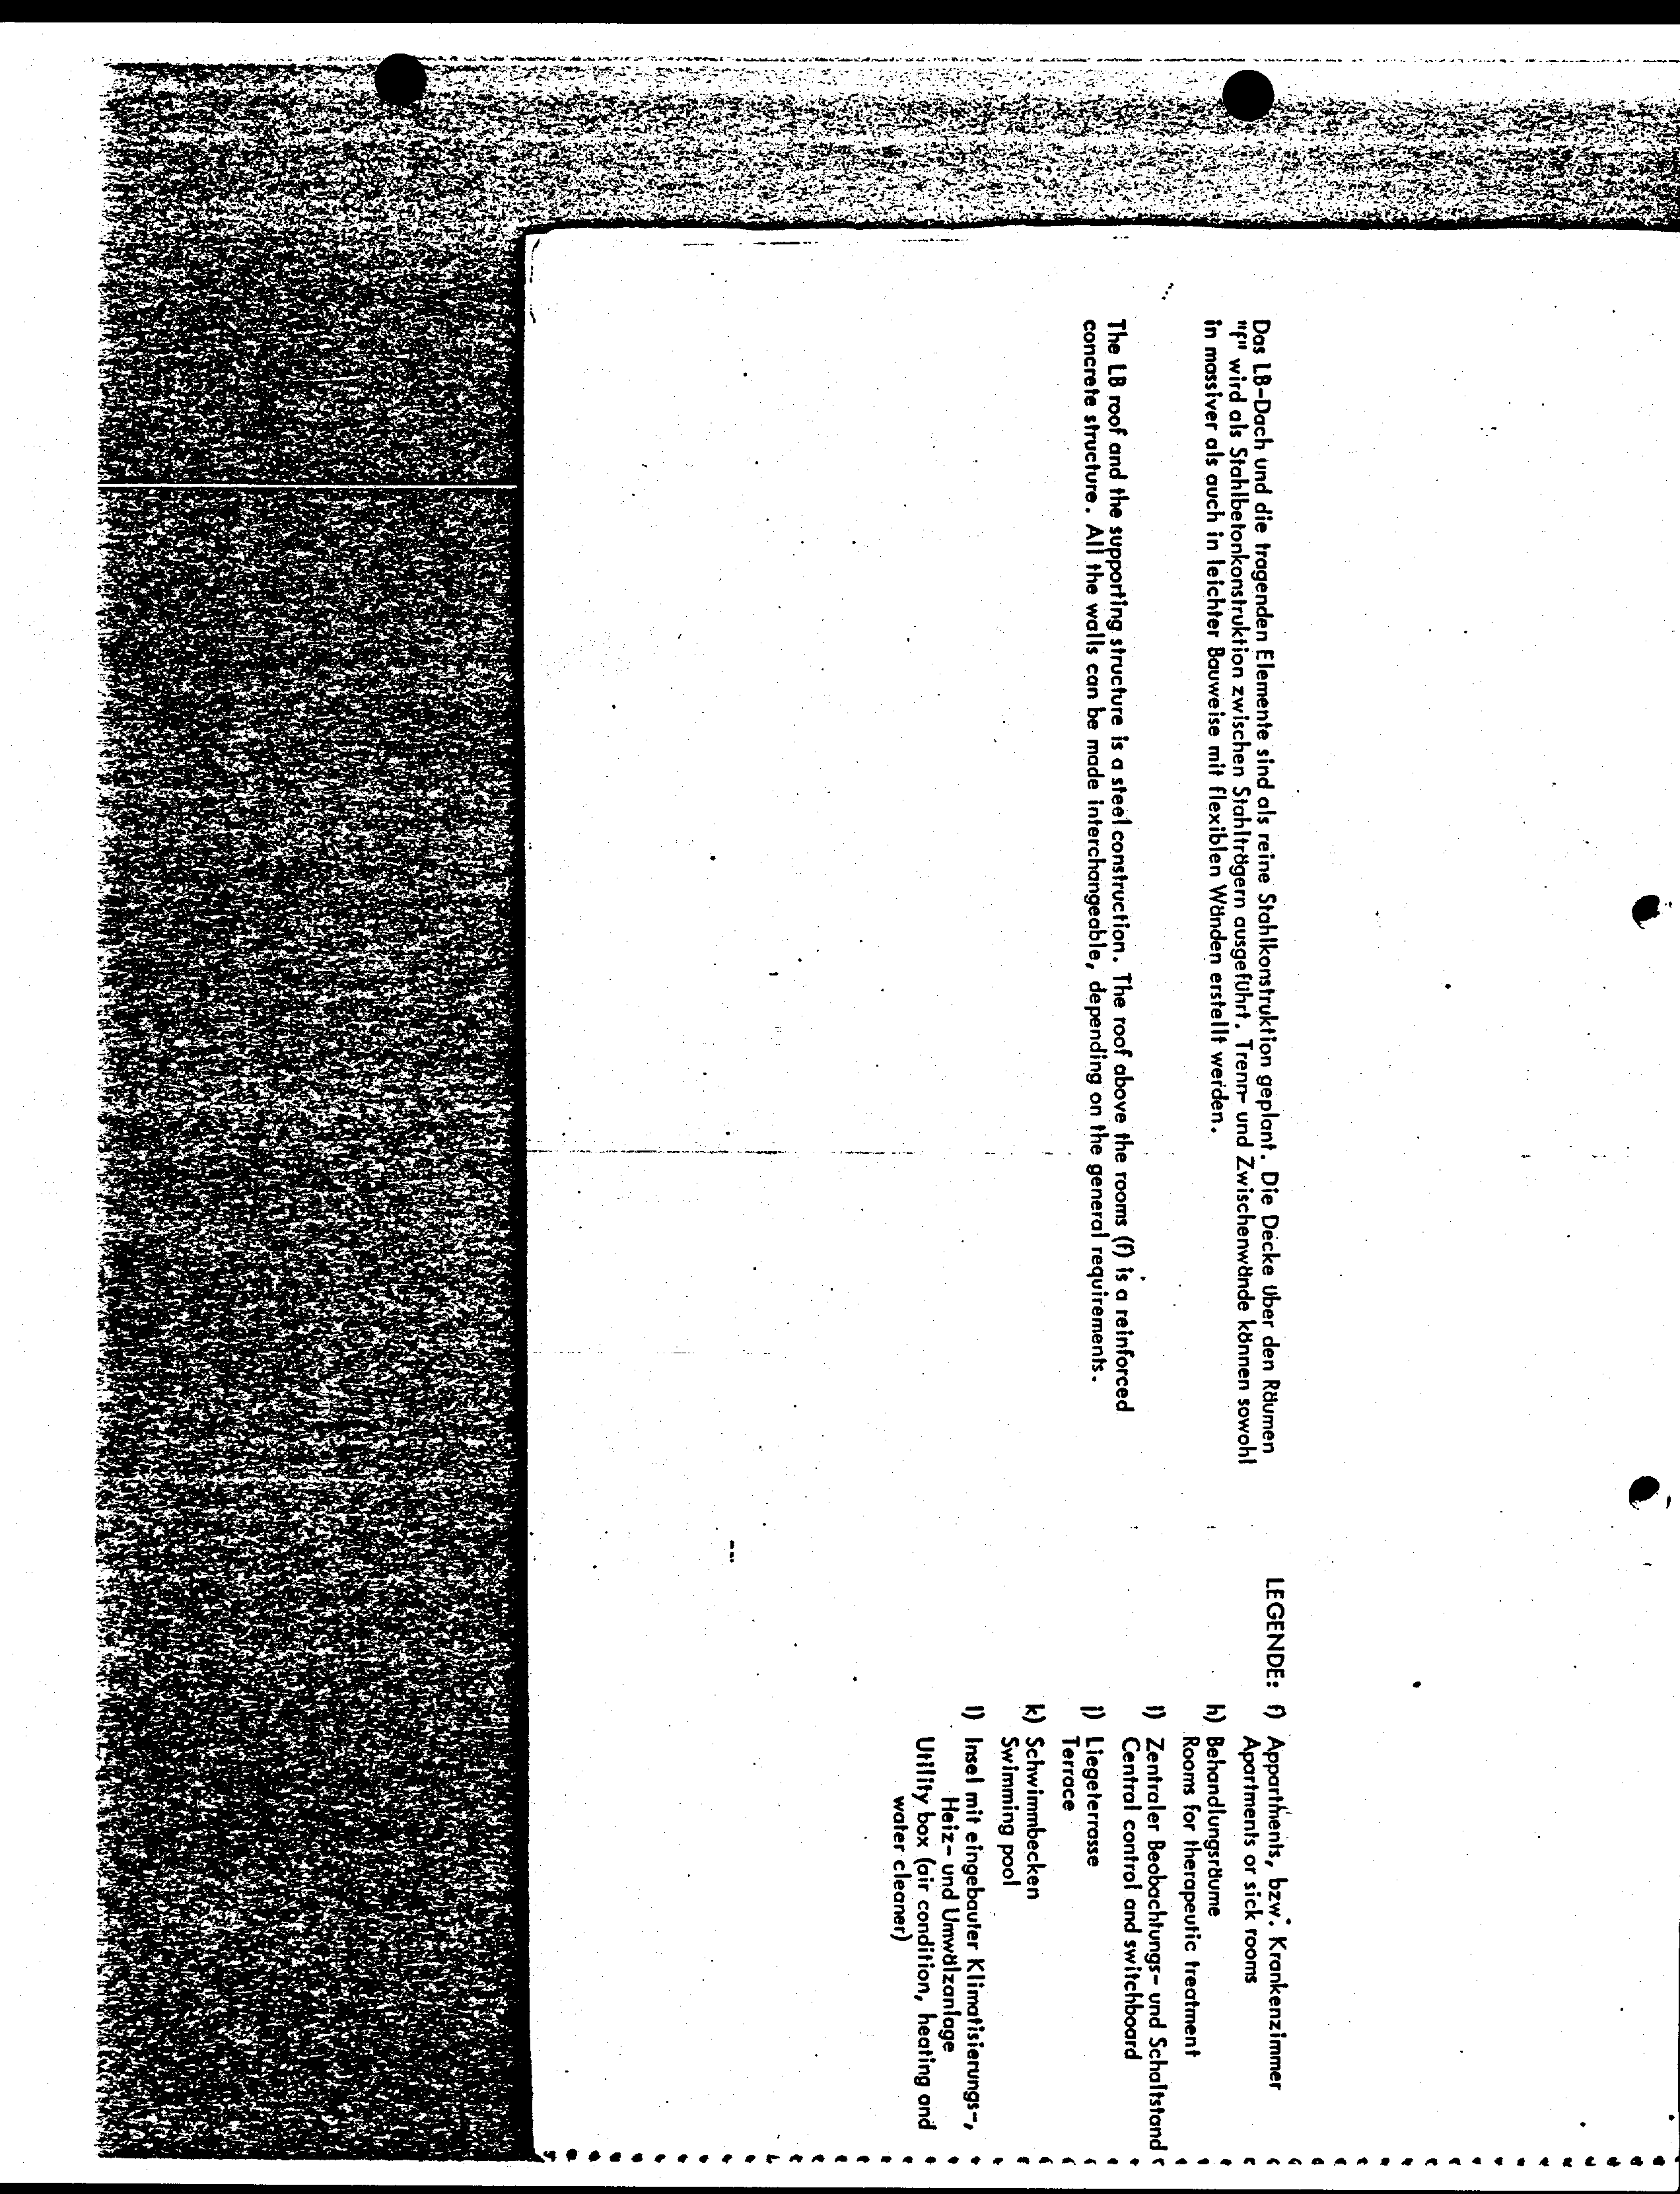 Das LB-Dach und die tragenden Elemente sind als reine Stahlkonstruktion geplant. Die Decke über den Räumen
"f" wird als Stahlbetonkonstruktion zwischen Stahlträgern ausgeführt. Trenn- und Zwischenwände können sowohl
in massiver als auch in leichter Bauweise mit flexiblen Wänden erstellt werden.
The LB roof and the supporting structure is a steel construction. The roof above the rooms (f) is a reinforced
concrete structure. All the walls can be made interchangeable, depending on the general requirements.
LEGENDE: f) Appartments, bzw. Krankenzimmer
Apartments or sick rooms
h) Behandlungsräume
Rooms for therapeutic treatment
i) Zentraler Beobachtungs- und Schaltstand
Central control and switchboard
j) Liegeterrasse
Terrace
k) Schwimmbecken
Swimming pool
l) Insel mit eingebauter Klimatisierungs-,
Heiz- und Umwälzanlage
Utility box (air condition, heating and
water cleaner)